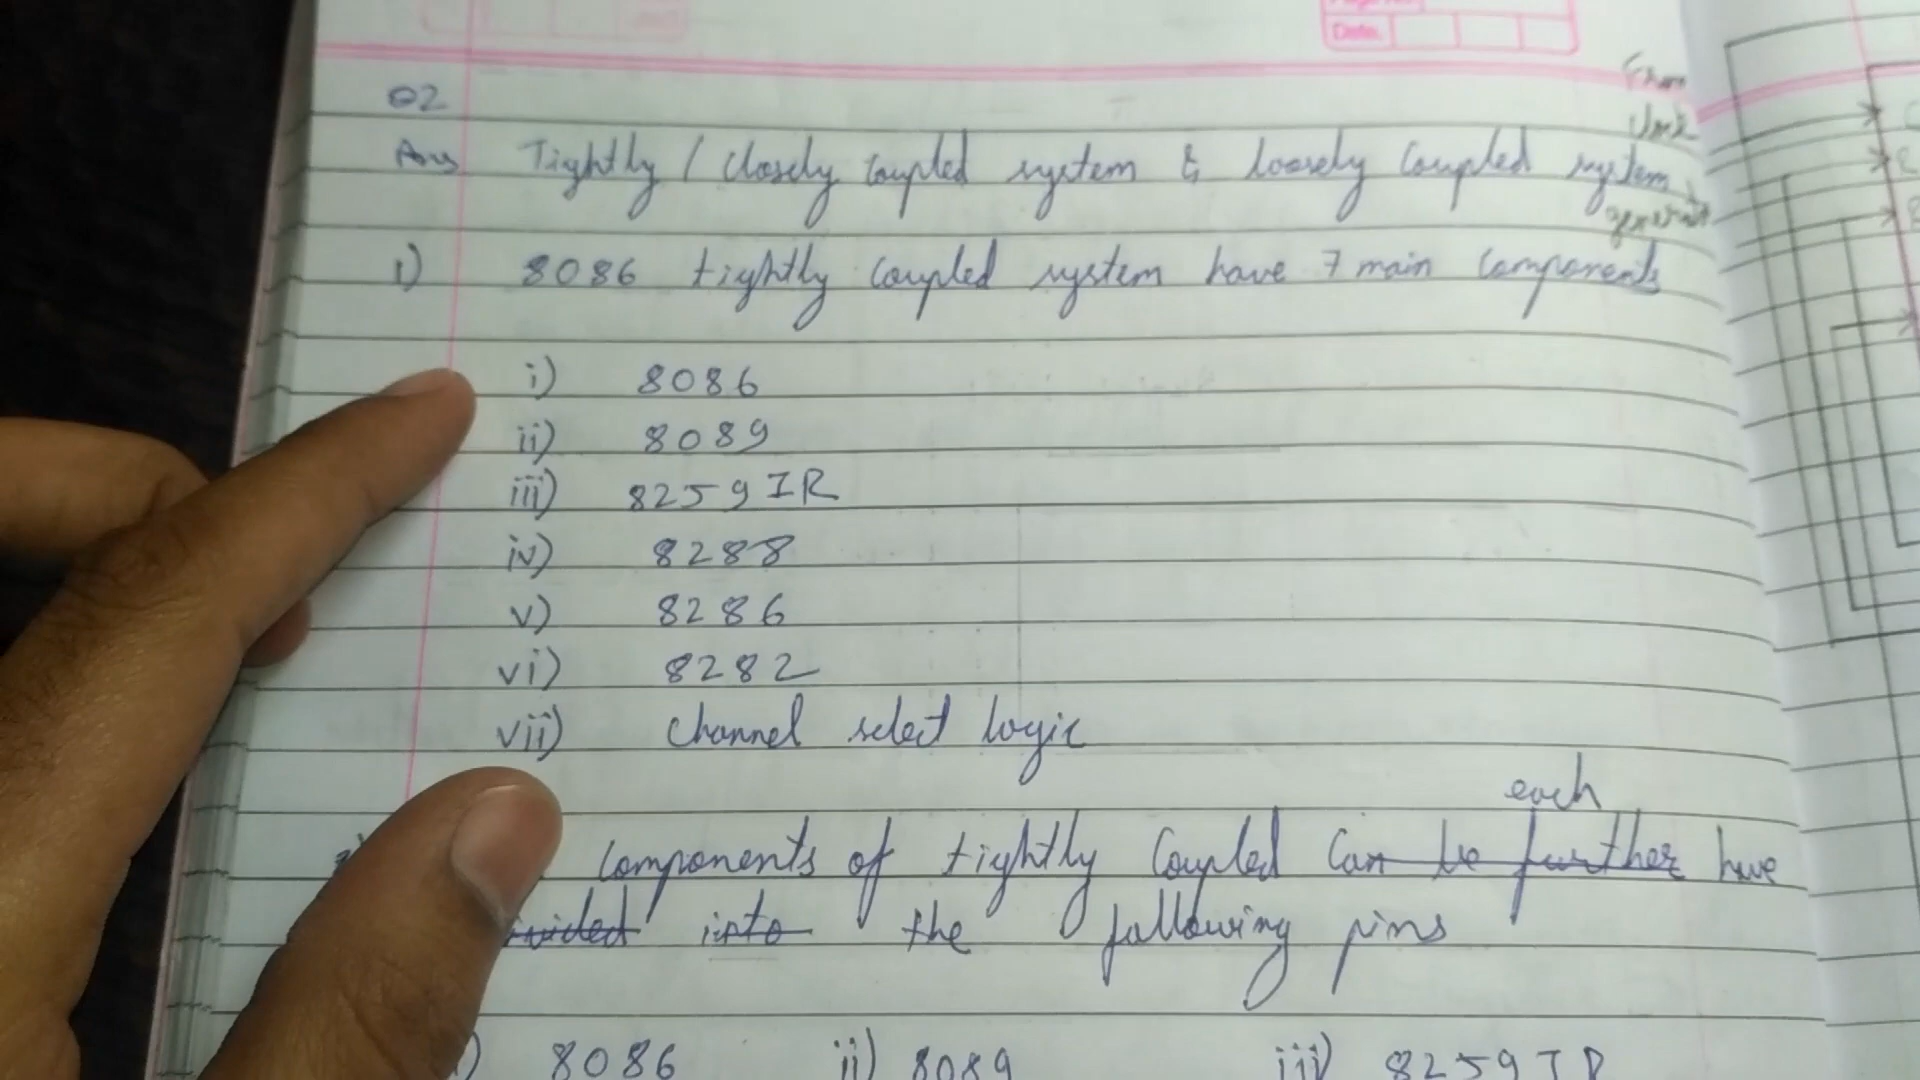 Date.
Q2
Ans Tightly / Closely Coupled system & loosely Coupled system
1) 8086 tightly coupled system have 7 main components
i) 8086
ii) 8089
iii) 8259 IR
iv) 8288
v) 8286
vi) 8282
vii) Channel select logic
each
components of tightly Coupled Can be further have
into the following pins
8086 ii) 8089 iii) 8259 IR